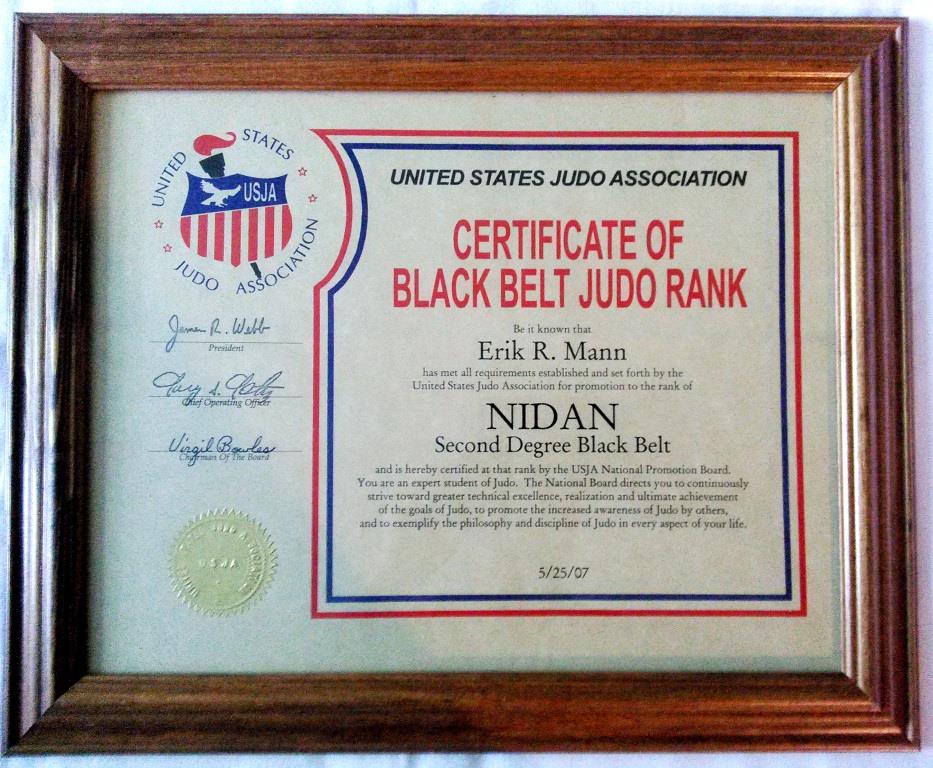 UNITED STATES
USJA
JUDO ASSOCIATION
James R. Webb
President
Chief Operating Officer
Virgil Bowles
Chairman Of The Board
USJA
UNITED STATES JUDO ASSOCIATION
CERTIFICATE OF
BLACK BELT JUDO RANK
Be it known that
Erik R. Mann
has met all requirements established and set forth by the
United States Judo Association for promotion to the rank of
NIDAN
Second Degree Black Belt
and is hereby certified at that rank by the USJA National Promotion Board.
You are an expert student of Judo. The National Board directs you to continuously
strive toward greater technical excellence, realization and ultimate achievement
of the goals of Judo, to promote the increased awareness of Judo by others,
and to exemplify the philosophy and discipline of Judo in every aspect of your life.
5/25/07